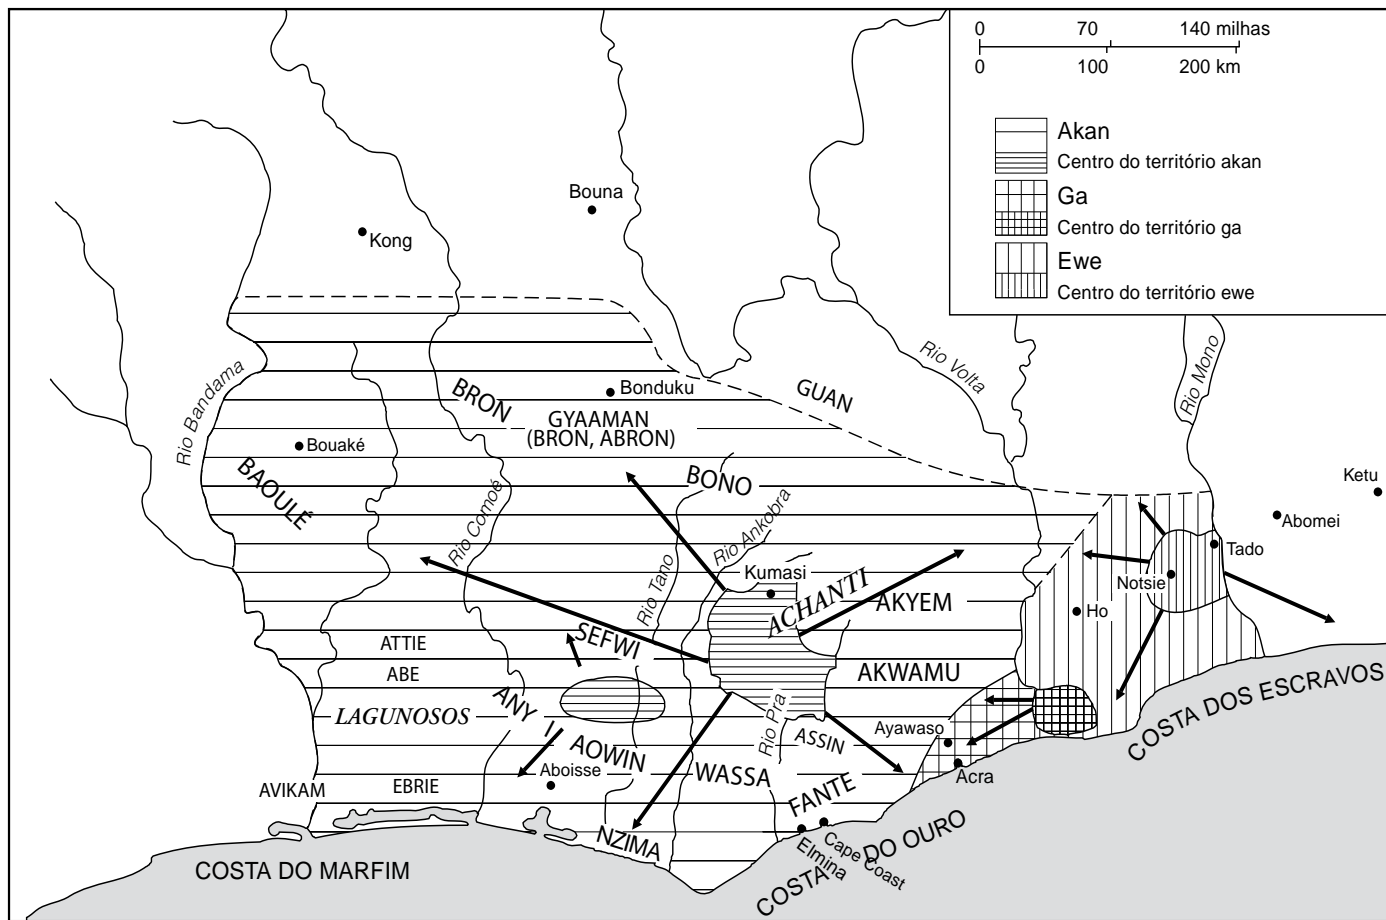 0 70 140 milhas
0 100 200 km
Akan
Centro do território akan
Ga
Centro do território ga
Ewe
Centro do território ewe
Bouna
Kong
Rio Bandama
Rio Volta
Rio Mono
BRON
Bonduku
GUAN
GYAAMAN
(BRON, ABRON)
Bouaké
BAOULÉ
BONO
Ketu
Abomei
Rio Comoé
Rio Ankobra
Rio Tano
Tado
Notsie
Kumasi
ACHANTI
AKYEM
Ho
ATTIE
SEFWI
ABE
AKWAMU
LAGUNOSOS
ANYI
Rio Pra
ASSIN
Ayawaso
COSTA DOS ESCRAVOS
AOWIN
Aboisse
WASSA
Acra
AVIKAM
EBRIE
FANTE
NZIMA
Elmina
Cape Coast
COSTA DO OURO
COSTA DO MARFIM